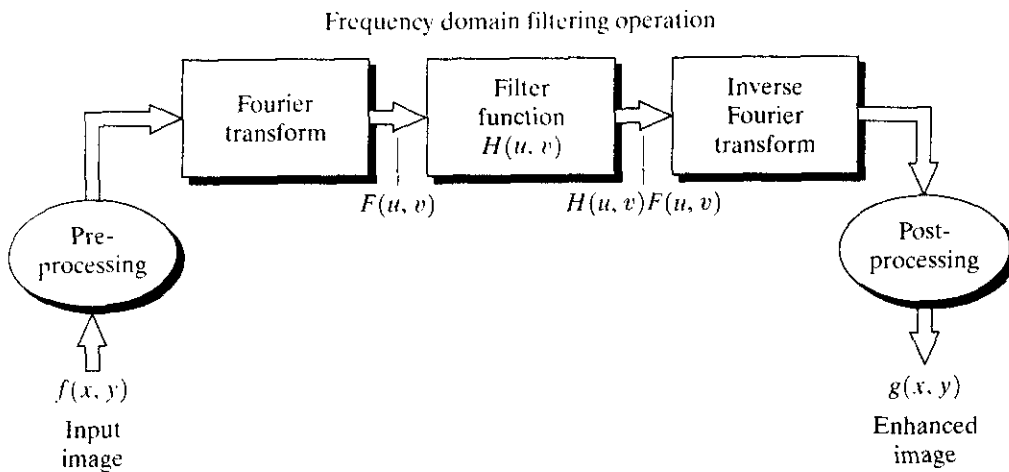 Frequency domain filtering operation
Fourier
transform
Filter
function
H(u, v)
Inverse
Fourier
transform
F(u, v)
H(u, v)F(u, v)
Pre-
processing
Post-
processing
f(x, y)
Input
image
g(x, y)
Enhanced
image